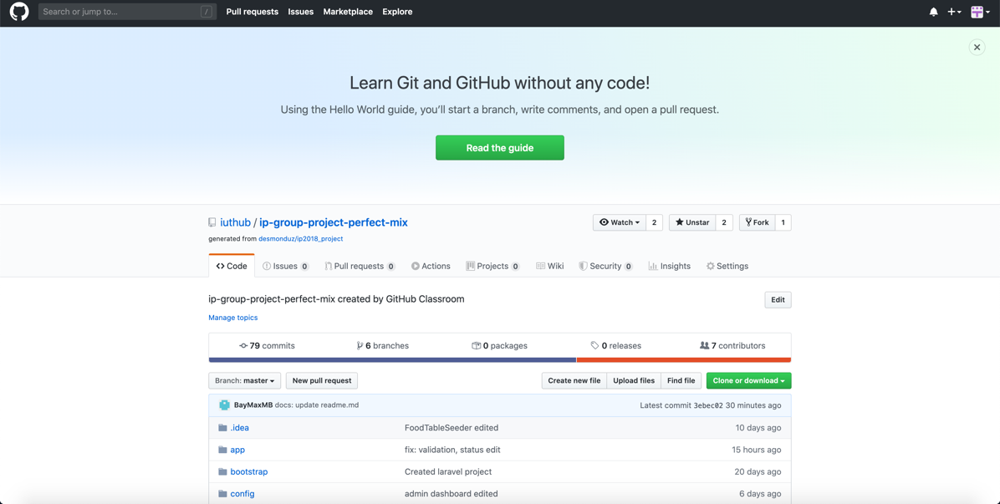 Search or jump to... / Pull requests Issues Marketplace Explore
Learn Git and GitHub without any code!
Using the Hello World guide, you’ll start a branch, write comments, and open a pull request.
Read the guide
iuthub / ip-group-project-perfect-mix Watch 2 Unstar 2 Fork 1
generated from desmonduz/ip2018_project
Code Issues 0 Pull requests 0 Actions Projects 0 Wiki Security 0 Insights Settings
ip-group-project-perfect-mix created by GitHub Classroom Edit
Manage topics
79 commits 6 branches 0 packages 0 releases 7 contributors
Branch: master New pull request Create new file Upload files Find file Clone or download
BayMaxMB docs: update readme.md Latest commit 3ebec02 30 minutes ago
.idea FoodTableSeeder edited 10 days ago
app fix: validation, status edit 15 hours ago
bootstrap Created laravel project 20 days ago
config admin dashboard edited 6 days ago